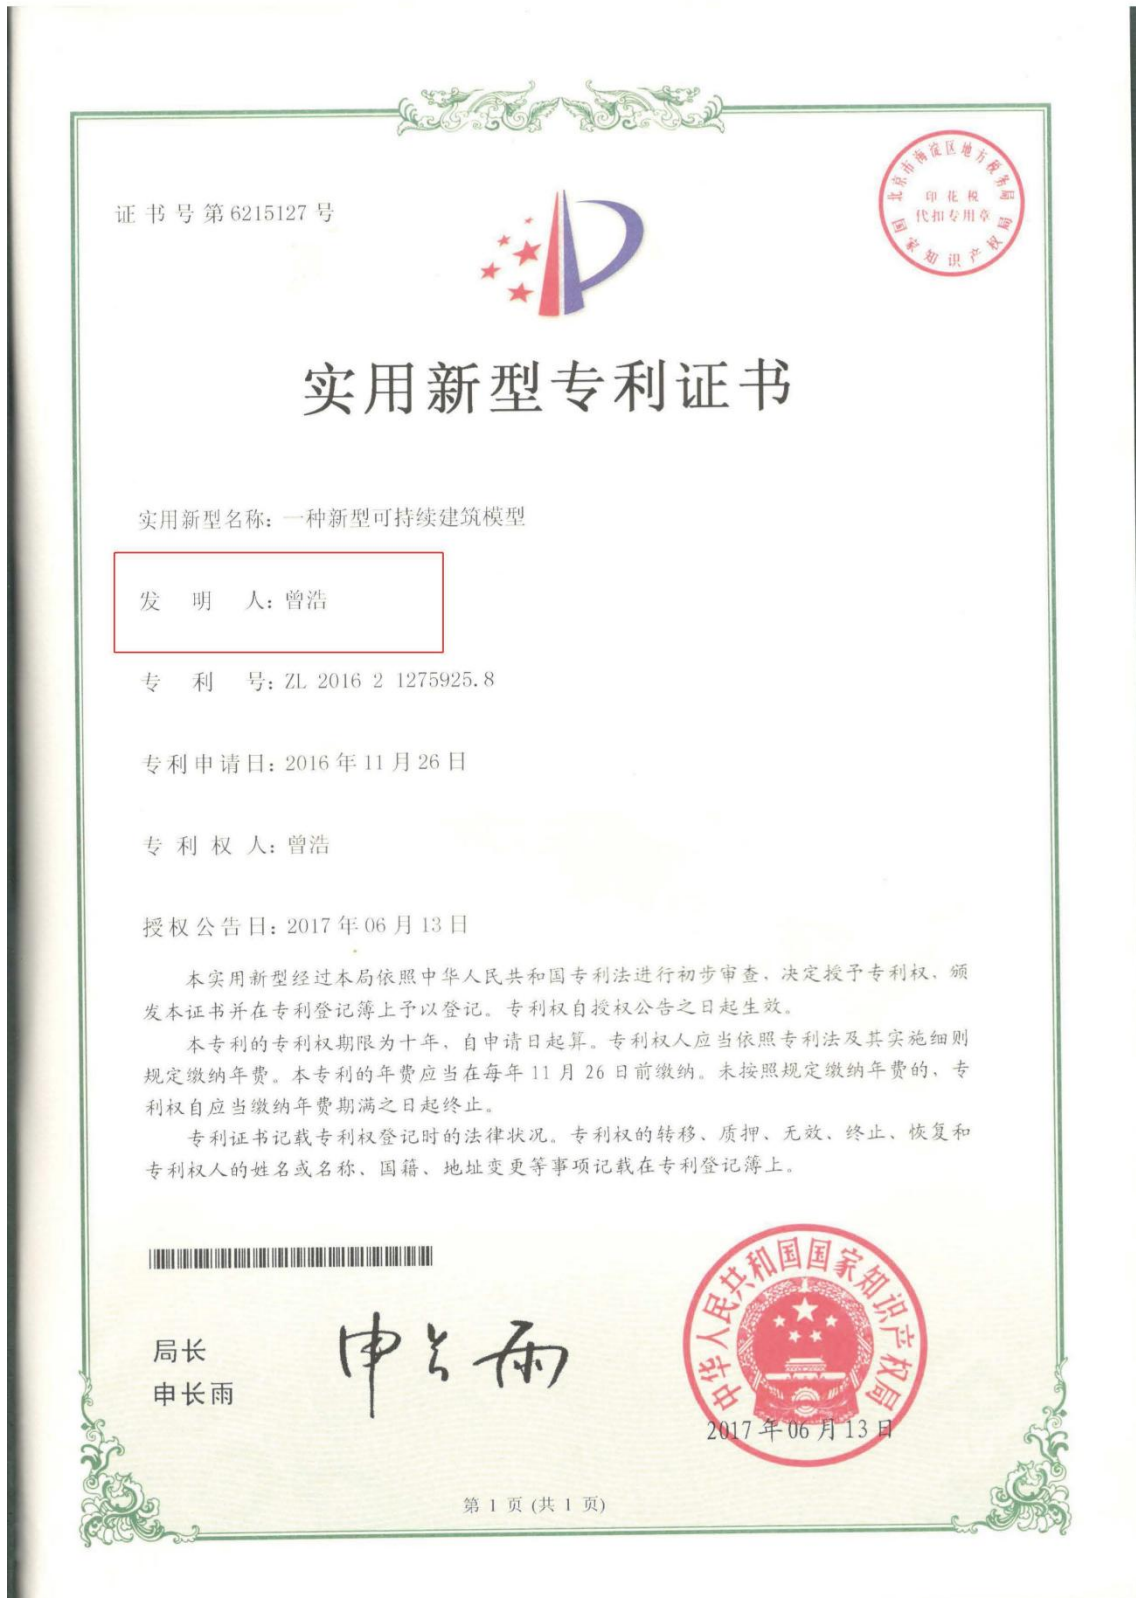 证书号第6215127号
北京市海淀区地方税务局
印花税
代扣专用章
国家知识产权局
实用新型专利证书
实用新型名称：一种新型可持续建筑模型
发明人：曾浩
专利号：ZL 2016 2 1275925.8
专利申请日：2016年11月26日
专利权人：曾浩
授权公告日：2017年06月13日
本实用新型经过本局依照中华人民共和国专利法进行初步审查，决定授予专利权，颁
发本证书并在专利登记簿上予以登记。专利权自授权公告之日起生效。
本专利的专利权期限为十年，自申请日起算。专利权人应当依照专利法及其实施细则
规定缴纳年费。本专利的年费应当在每年11月26日前缴纳。未按照规定缴纳年费的，专
利权自应当缴纳年费期满之日起终止。
专利证书记载专利权登记时的法律状况。专利权的转移、质押、无效、终止、恢复和
专利权人的姓名或名称、国籍、地址变更等事项记载在专利登记簿上。
局长
申长雨
申长雨
中华人民共和国国家知识产权局
2017年06月13日
第1页(共1页)